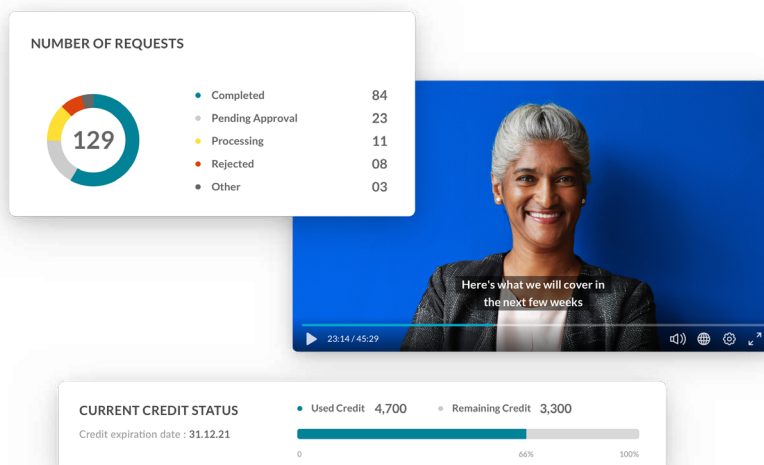 NUMBER OF REQUESTS
129
Completed 84
Pending Approval 23
Processing 11
Rejected 08
Other 03
Here's what we will cover in
the next few weeks
23:14 / 45:29
CURRENT CREDIT STATUS
Used Credit 4,700 Remaining Credit 3,300
Credit expiration date : 31.12.21
0 66% 100%